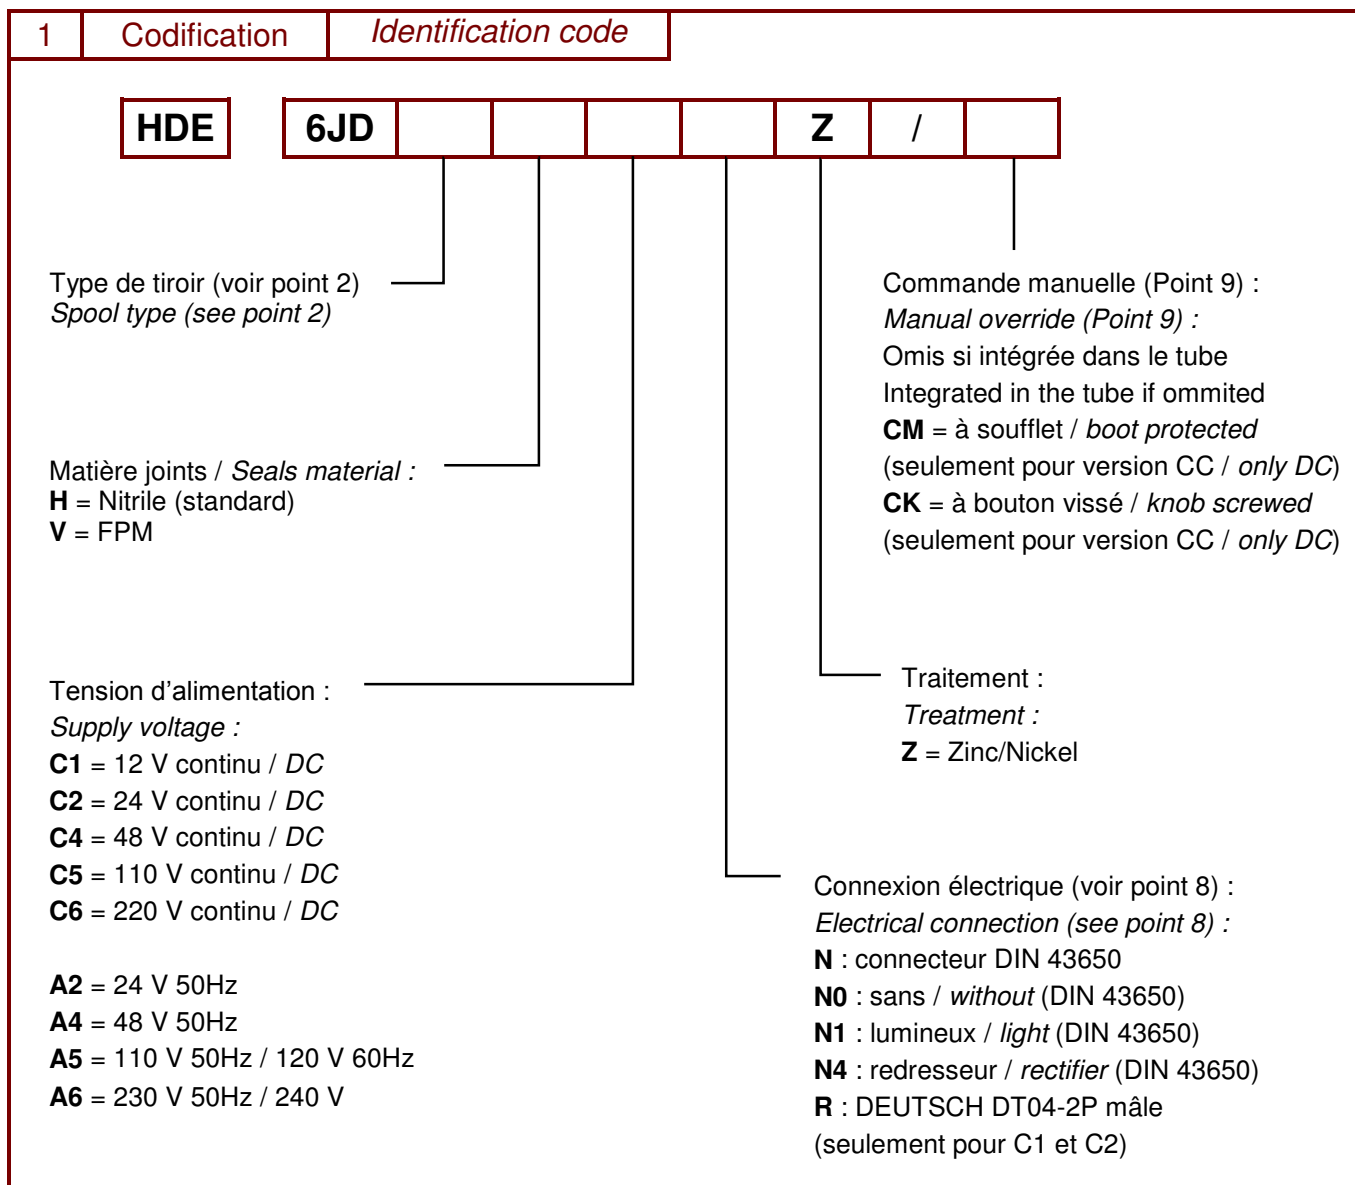 1 Codification Identification code
HDE 6JD Z /
Type de tiroir (voir point 2)
Spool type (see point 2)
Matière joints / Seals material :
H = Nitrile (standard)
V = FPM
Tension d'alimentation :
Supply voltage :
C1 = 12 V continu / DC
C2 = 24 V continu / DC
C4 = 48 V continu / DC
C5 = 110 V continu / DC
C6 = 220 V continu / DC
A2 = 24 V 50Hz
A4 = 48 V 50Hz
A5 = 110 V 50Hz / 120 V 60Hz
A6 = 230 V 50Hz / 240 V
Commande manuelle (Point 9) :
Manual override (Point 9) :
Omis si intégrée dans le tube
Integrated in the tube if ommited
CM = à soufflet / boot protected
(seulement pour version CC / only DC)
CK = à bouton vissé / knob screwed
(seulement pour version CC / only DC)
Traitement :
Treatment :
Z = Zinc/Nickel
Connexion électrique (voir point 8) :
Electrical connection (see point 8) :
N : connecteur DIN 43650
N0 : sans / without (DIN 43650)
N1 : lumineux / light (DIN 43650)
N4 : redresseur / rectifier (DIN 43650)
R : DEUTSCH DT04-2P mâle
(seulement pour C1 et C2)